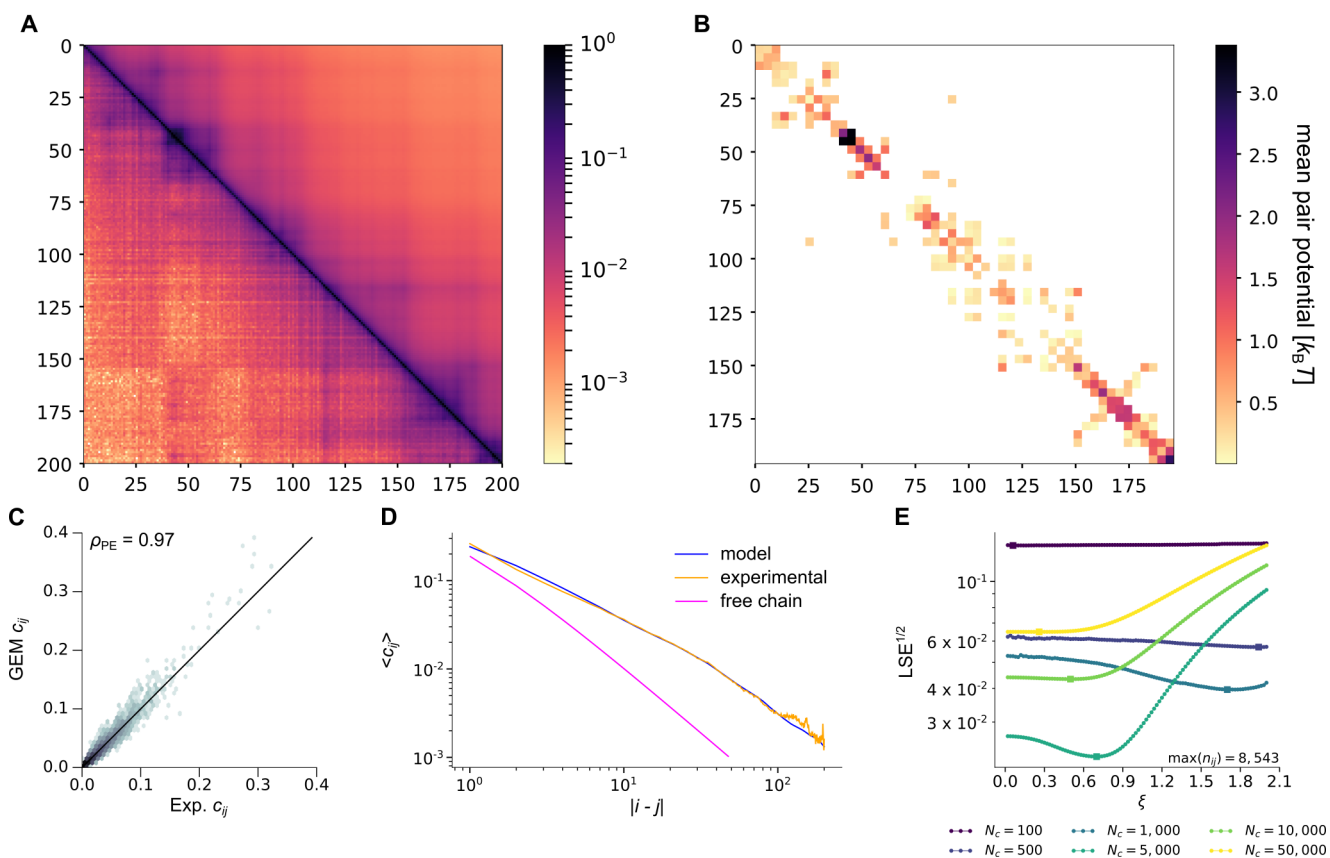 A
0
25
50
75
100
125
150
175
200
0 25 50 75 100 125 150 175 200
10^0
10^-1
10^-2
10^-3
B
0
25
50
75
100
125
150
175
0 25 50 75 100 125 150 175
3.0
2.5
2.0
1.5
1.0
0.5
mean pair potential [k_B T]
C
ρ_PE = 0.97
0.4
0.3
0.2
0.1
0.0
0.0 0.1 0.2 0.3 0.4
GEM c_ij
Exp. c_ij
D
10^-1
10^-2
10^-3
10^0 10^1 10^2
<c_ij>
|i - j|
model
experimental
free chain
E
10^-1
6 x 10^-2
4 x 10^-2
3 x 10^-2
LSE^1/2
max(n_ij) = 8,543
0.0 0.3 0.6 0.9 1.2 1.5 1.8 2.1
ξ
N_c = 100 N_c = 1,000 N_c = 10,000
N_c = 500 N_c = 5,000 N_c = 50,000